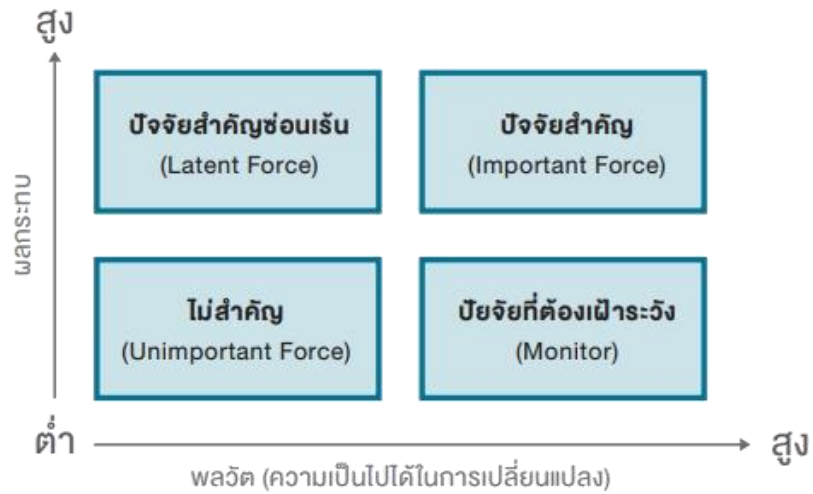 สูง
ปัจจัยสำคัญซ่อนเร้น
(Latent Force)
ปัจจัยสำคัญ
(Important Force)
ผลกระทบ
ไม่สำคัญ
(Unimportant Force)
ปัยจัยที่ต้องเฝ้าระวัง
(Monitor)
ต่ำ
สูง
พลวัต (ความเป็นไปได้ในการเปลี่ยนแปลง)